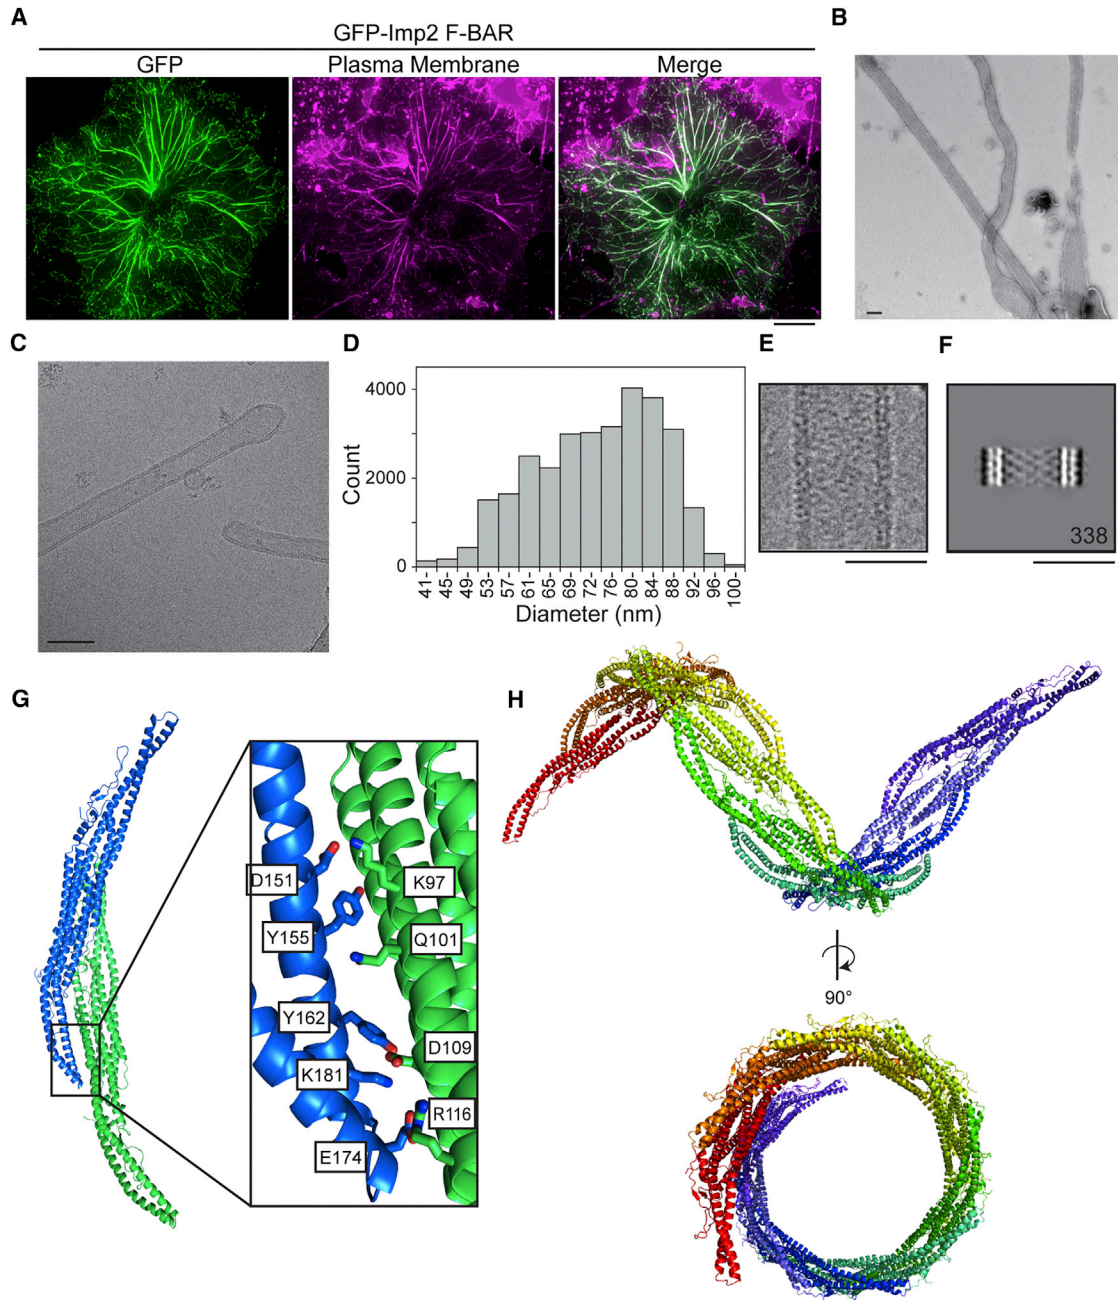 A
GFP-Imp2 F-BAR
GFP
Plasma Membrane
Merge
B
C
D
4000
2000
0
Count
41-
45-
49-
53-
57-
61-
65-
69-
72-
76-
80-
84-
88-
92-
96-
100-
Diameter (nm)
E
F
338
G
D151
K97
Y155
Q101
Y162
D109
K181
R116
E174
H
90°